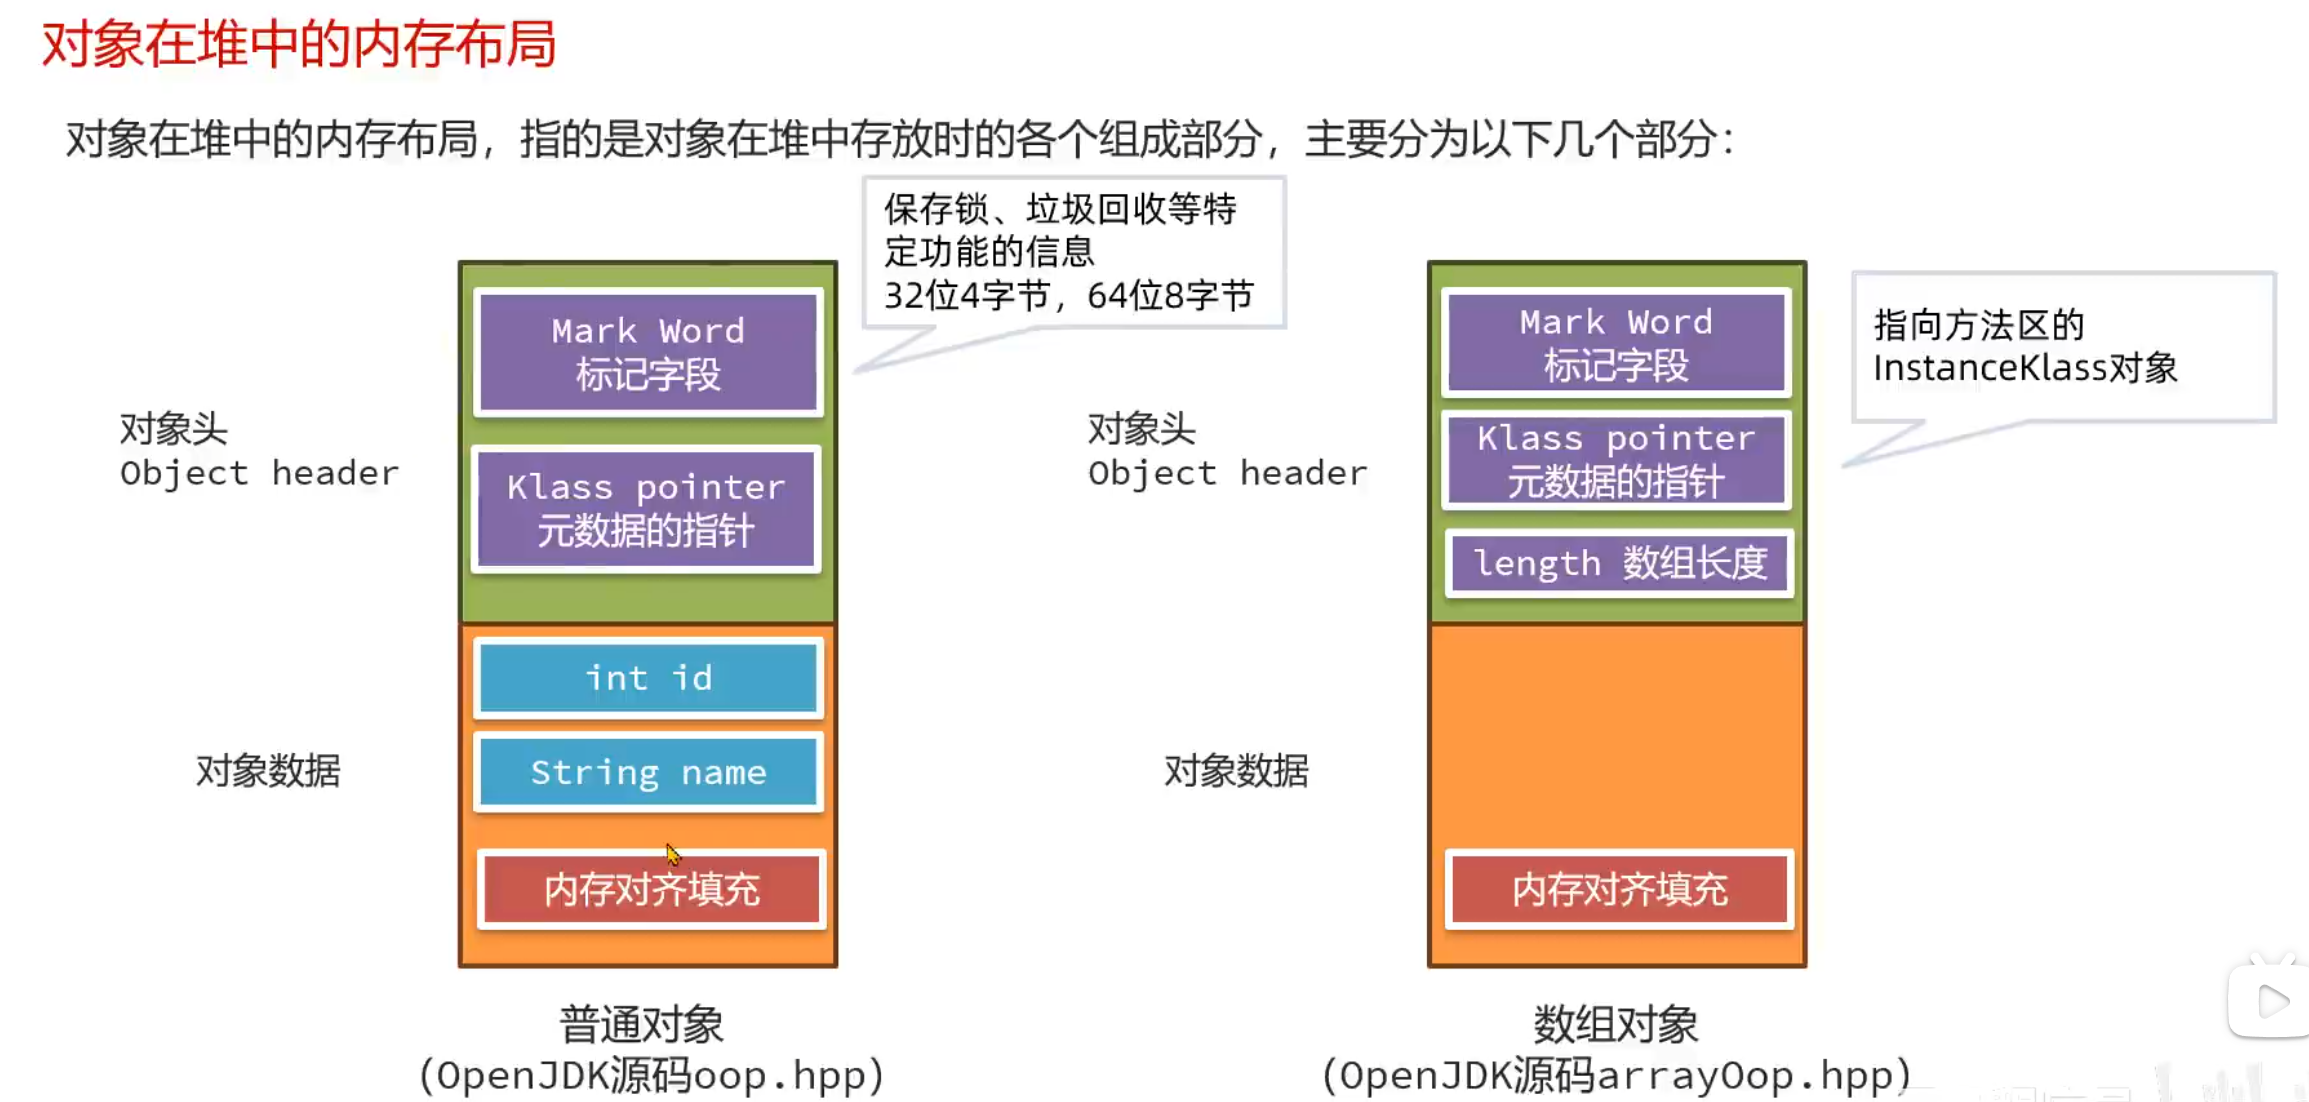 对象在堆中的内存布局
对象在堆中的内存布局，指的是对象在堆中存放时的各个组成部分，主要分为以下几个部分：
保存锁、垃圾回收等特
定功能的信息
32位4字节，64位8字节
Mark Word
标记字段
对象头
Object header
Klass pointer
元数据的指针
int id
对象数据
String name
内存对齐填充
普通对象
(OpenJDK源码oop.hpp)
指向方法区的
InstanceKlass对象
Mark Word
标记字段
对象头
Object header
Klass pointer
元数据的指针
length 数组长度
对象数据
内存对齐填充
数组对象
(OpenJDK源码arrayOop.hpp)